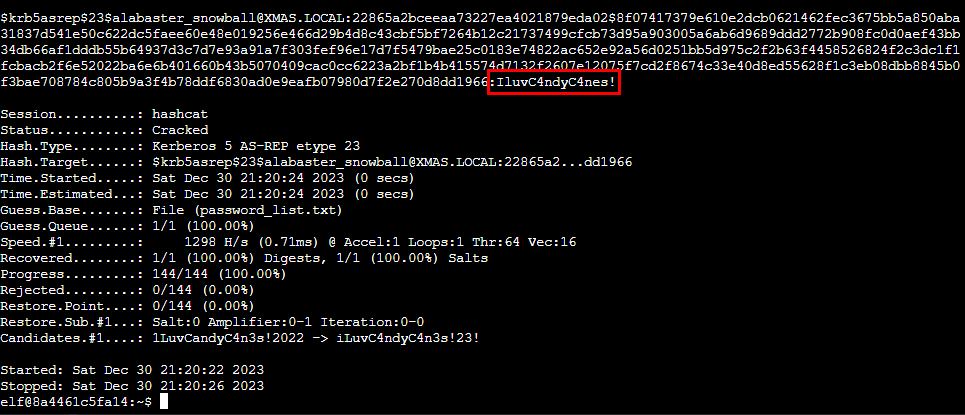 $krb5asrep$23$alabaster_snowball@XMAS.LOCAL:22865a2bceeaa73227ea4021879eda02$8f07417379e610e2dcb0621462fec3675bb5a850aba
31837d541e50c622dc5faee60e48e019256e466d29b4d8c43cbf5bf7264b12c21737499cfcb73d95a903005a6ab6d9689ddd2772b908fc0d0aef43bb
34db66af1dddb55b64937d3c7d7e93a91a7f303fef96e17d7f5479bae25c0183e74822ac652e92a56d0251bb5d975c2f2b63f4458526824f2c3dc1f1
fcbacb2f6e52022ba6e6b401660b43b5070409cac0cc6223a2bf1b4b415574d7132f2607e12075f7cd2f8674c33e40d8ed55628f1c3eb08dbb8845b0
f3bae708784c805b9a3f4b78ddf6830ad0e9eafb07980d7f2e270d8dd1966:IluvC4ndyC4nes!
Session..........: hashcat
Status...........: Cracked
Hash.Type........: Kerberos 5 AS-REP etype 23
Hash.Target......: $krb5asrep$23$alabaster_snowball@XMAS.LOCAL:22865a2...dd1966
Time.Started.....: Sat Dec 30 21:20:24 2023 (0 secs)
Time.Estimated...: Sat Dec 30 21:20:24 2023 (0 secs)
Guess.Base.......: File (password_list.txt)
Guess.Queue......: 1/1 (100.00%)
Speed.#1.........:     1298 H/s (0.71ms) @ Accel:1 Loops:1 Thr:64 Vec:16
Recovered........: 1/1 (100.00%) Digests, 1/1 (100.00%) Salts
Progress.........: 144/144 (100.00%)
Rejected.........: 0/144 (0.00%)
Restore.Point....: 0/144 (0.00%)
Restore.Sub.#1...: Salt:0 Amplifier:0-1 Iteration:0-0
Candidates.#1....: 1LuvCandyC4n3s!2022 -> iLuvC4ndyC4n3s!23!
Started: Sat Dec 30 21:20:22 2023
Stopped: Sat Dec 30 21:20:26 2023
elf@8a4461c5fa14:~$